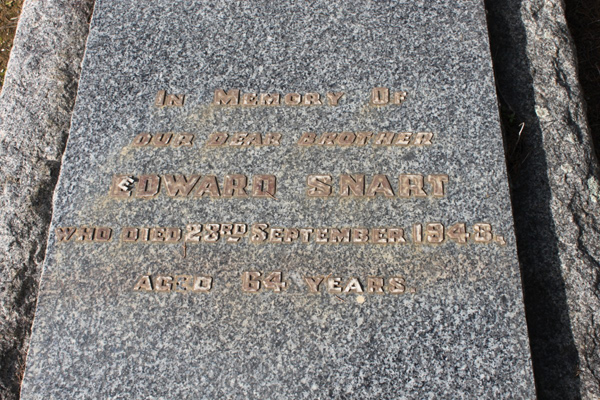 In Memory Of
OUR DEAR BROTHER
EDWARD SNART
WHO DIED 23RD SEPTEMBER 1946.
AGED 64 YEARS.